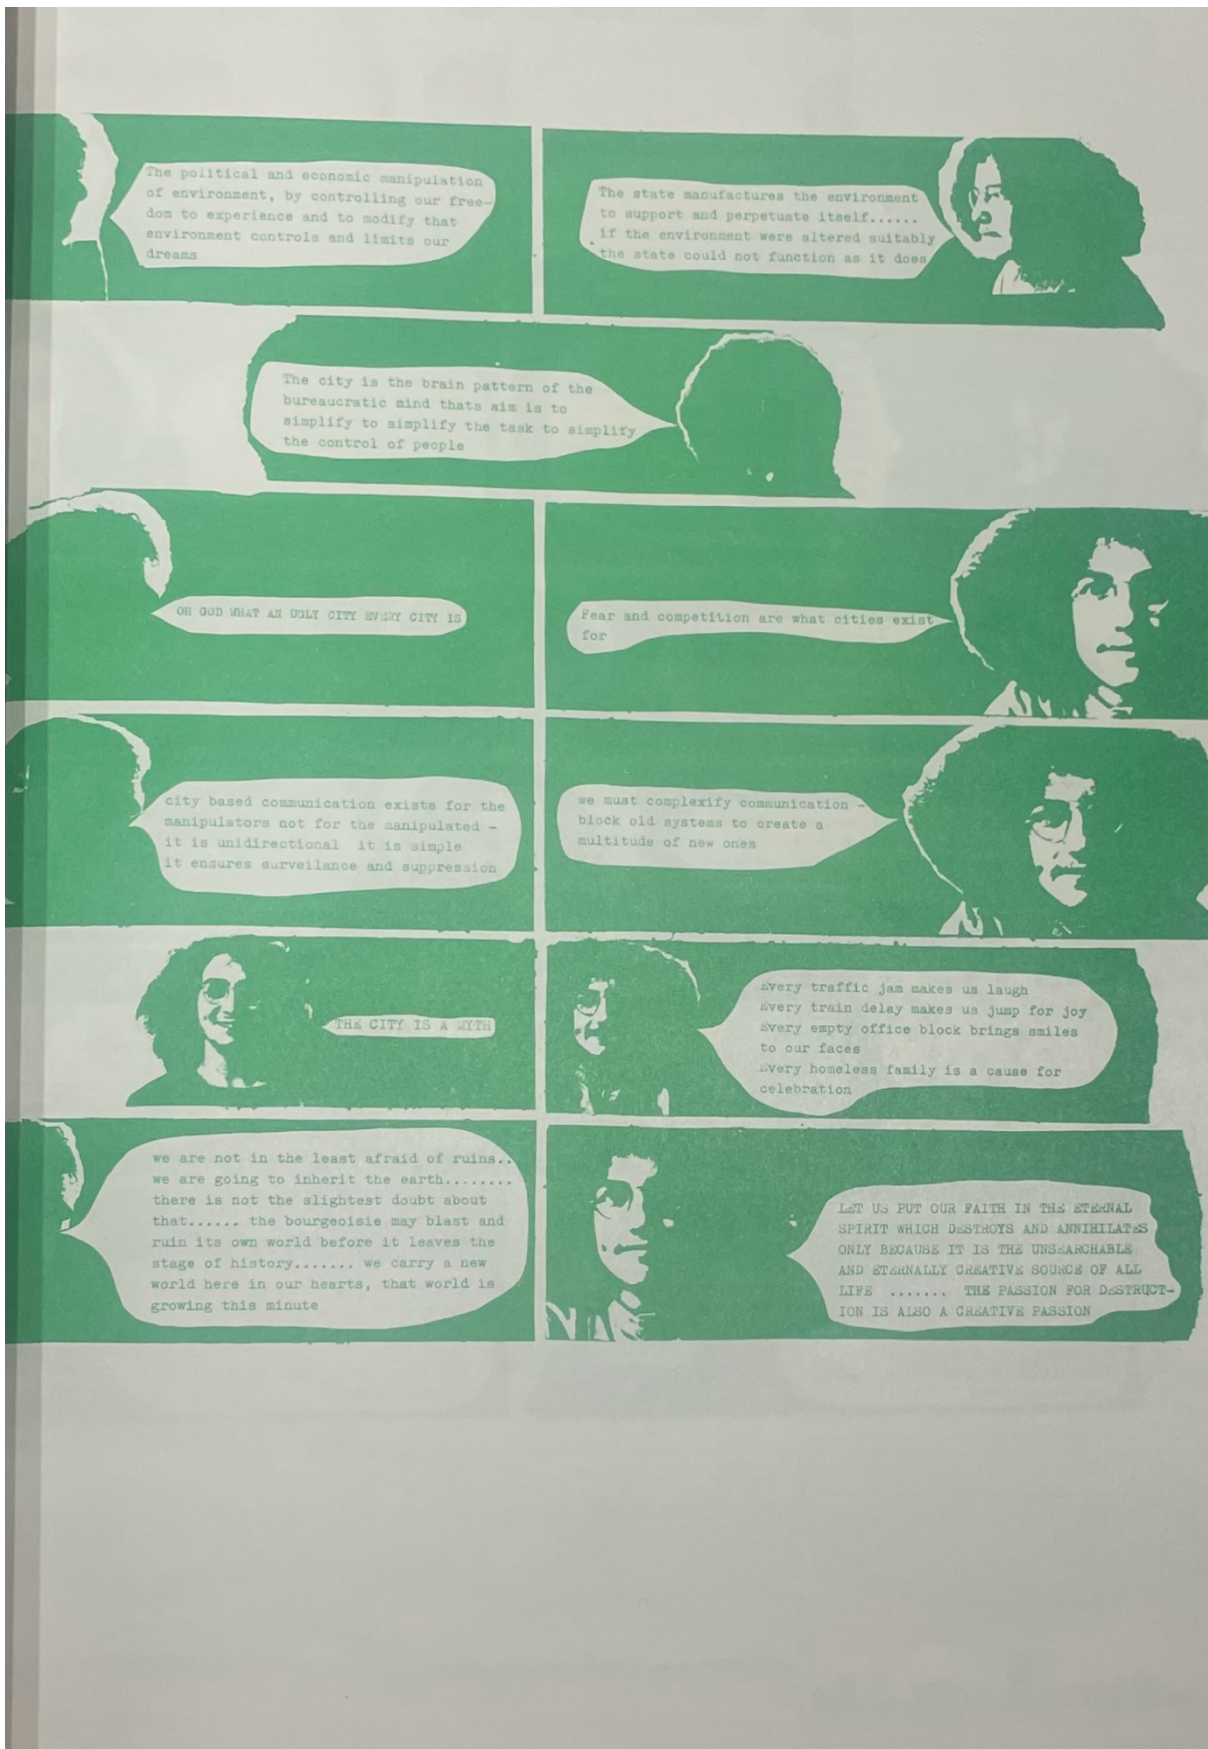 The political and economic manipulation
of environment, by controlling our free-
dom to experience and to modify that
environment controls and limits our
dreams
The state manufactures the environment
to support and perpetuate itself......
if the environment were altered suitably
the state could not function as it does
The city is the brain pattern of the
bureaucratic mind thats aim is to
simplify to simplify the task to simplify
the control of people
OH GOD WHAT AN UGLY CITY EVERY CITY IS
Fear and competition are what cities exist
for
city based communication exists for the
manipulators not for the manipulated -
it is unidirectional  it is simple
it ensures surveilance and suppression
we must complexify communication -
block old systems to create a
multitude of new ones
THE CITY IS A MYTH
Every traffic jam makes us laugh
Every train delay makes us jump for joy
Every empty office block brings smiles
to our faces
Every homeless family is a cause for
celebration
we are not in the least afraid of ruins..
we are going to inherit the earth........
there is not the slightest doubt about
that...... the bourgeoisie may blast and
ruin its own world before it leaves the
stage of history....... we carry a new
world here in our hearts, that world is
growing this minute
LET US PUT OUR FAITH IN THE ETERNAL
SPIRIT WHICH DESTROYS AND ANNIHILATES
ONLY BECAUSE IT IS THE UNSEARCHABLE
AND ETERNALLY CREATIVE SOURCE OF ALL
LIFE ....... THE PASSION FOR DESTRUCT-
ION IS ALSO A CREATIVE PASSION